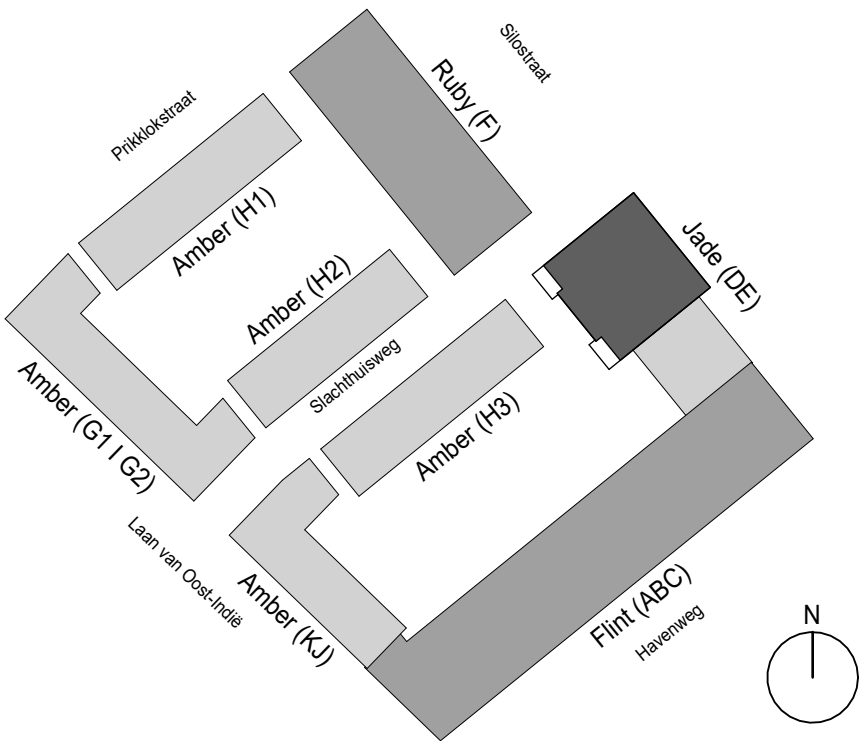 Silostraat
Ruby (F)
Prikklokstraat
Amber (H1)
Jade (DE)
Amber (H2)
Slachthuisweg
Amber (G1 I G2)
Amber (H3)
Laan van Oost-Indië
Amber (KJ)
Flint (ABC)
Havenweg
N